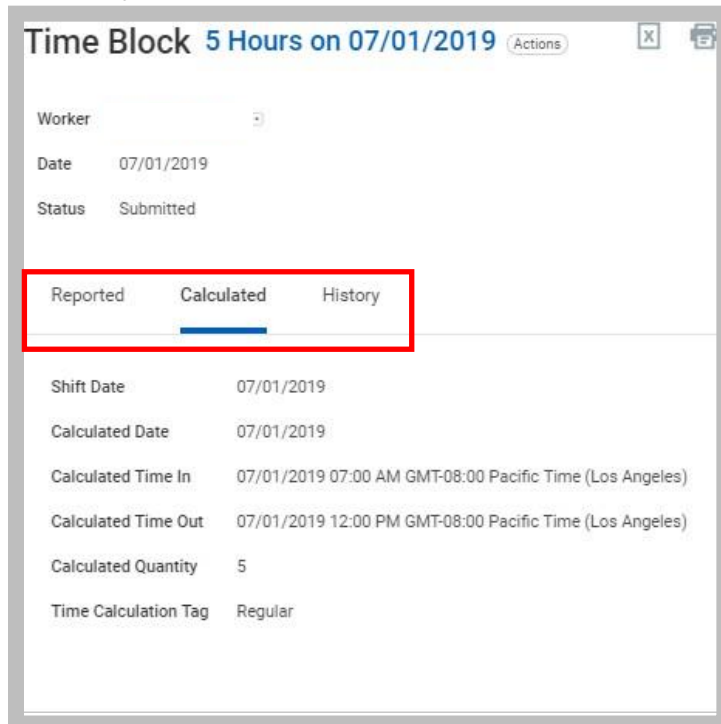 Time Block 5 Hours on 07/01/2019 Actions
Worker
Date 07/01/2019
Status Submitted
Reported Calculated History
Shift Date 07/01/2019
Calculated Date 07/01/2019
Calculated Time In 07/01/2019 07:00 AM GMT-08:00 Pacific Time (Los Angeles)
Calculated Time Out 07/01/2019 12:00 PM GMT-08:00 Pacific Time (Los Angeles)
Calculated Quantity 5
Time Calculation Tag Regular